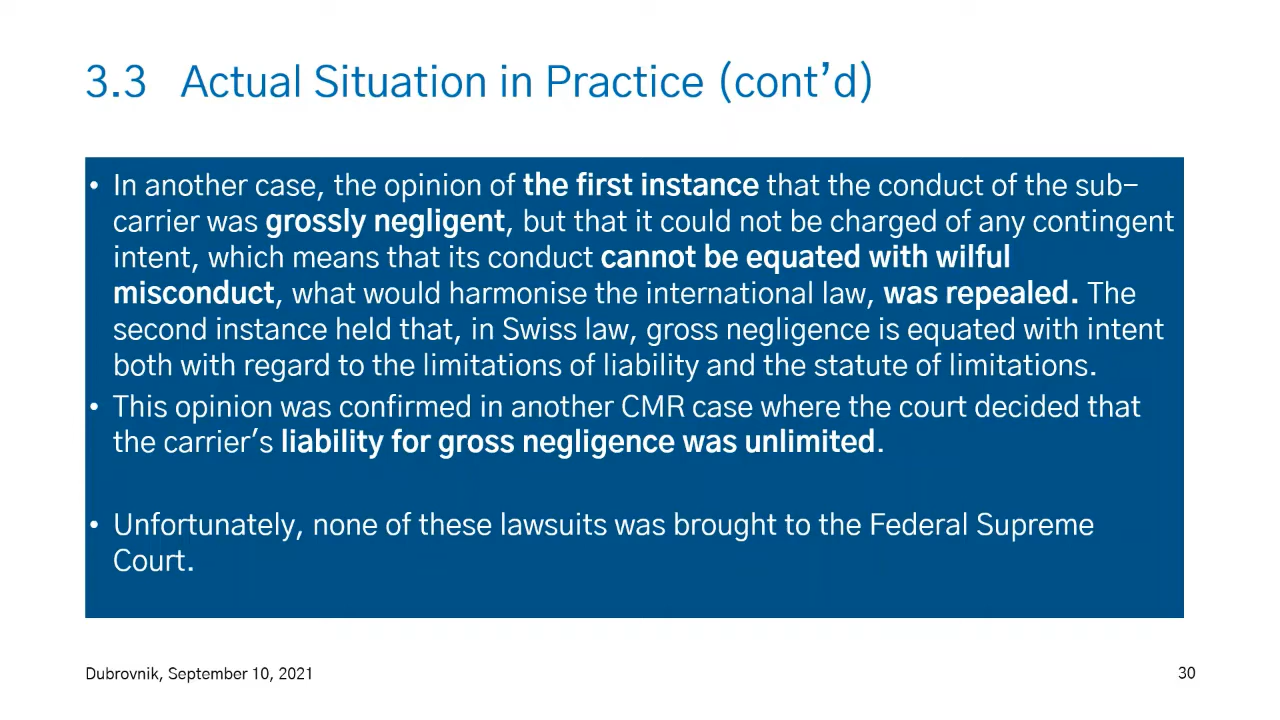 3.3 Actual Situation in Practice (cont’d)
• In another case, the opinion of the first instance that the conduct of the sub-
carrier was grossly negligent, but that it could not be charged of any contingent
intent, which means that its conduct cannot be equated with wilful
misconduct, what would harmonise the international law, was repealed. The
second instance held that, in Swiss law, gross negligence is equated with intent
both with regard to the limitations of liability and the statute of limitations.
• This opinion was confirmed in another CMR case where the court decided that
the carrier’s liability for gross negligence was unlimited.
• Unfortunately, none of these lawsuits was brought to the Federal Supreme
Court.
Dubrovnik, September 10, 2021
30